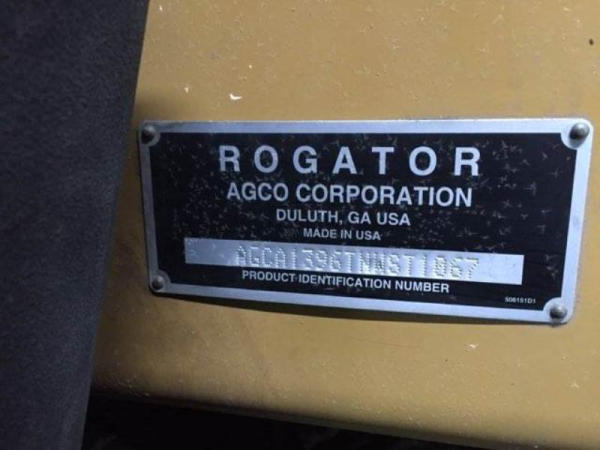 ROGATOR
AGCO CORPORATION
DULUTH, GA USA
MADE IN USA
AGCA1396TNWST1067
PRODUCT IDENTIFICATION NUMBER
508151D1